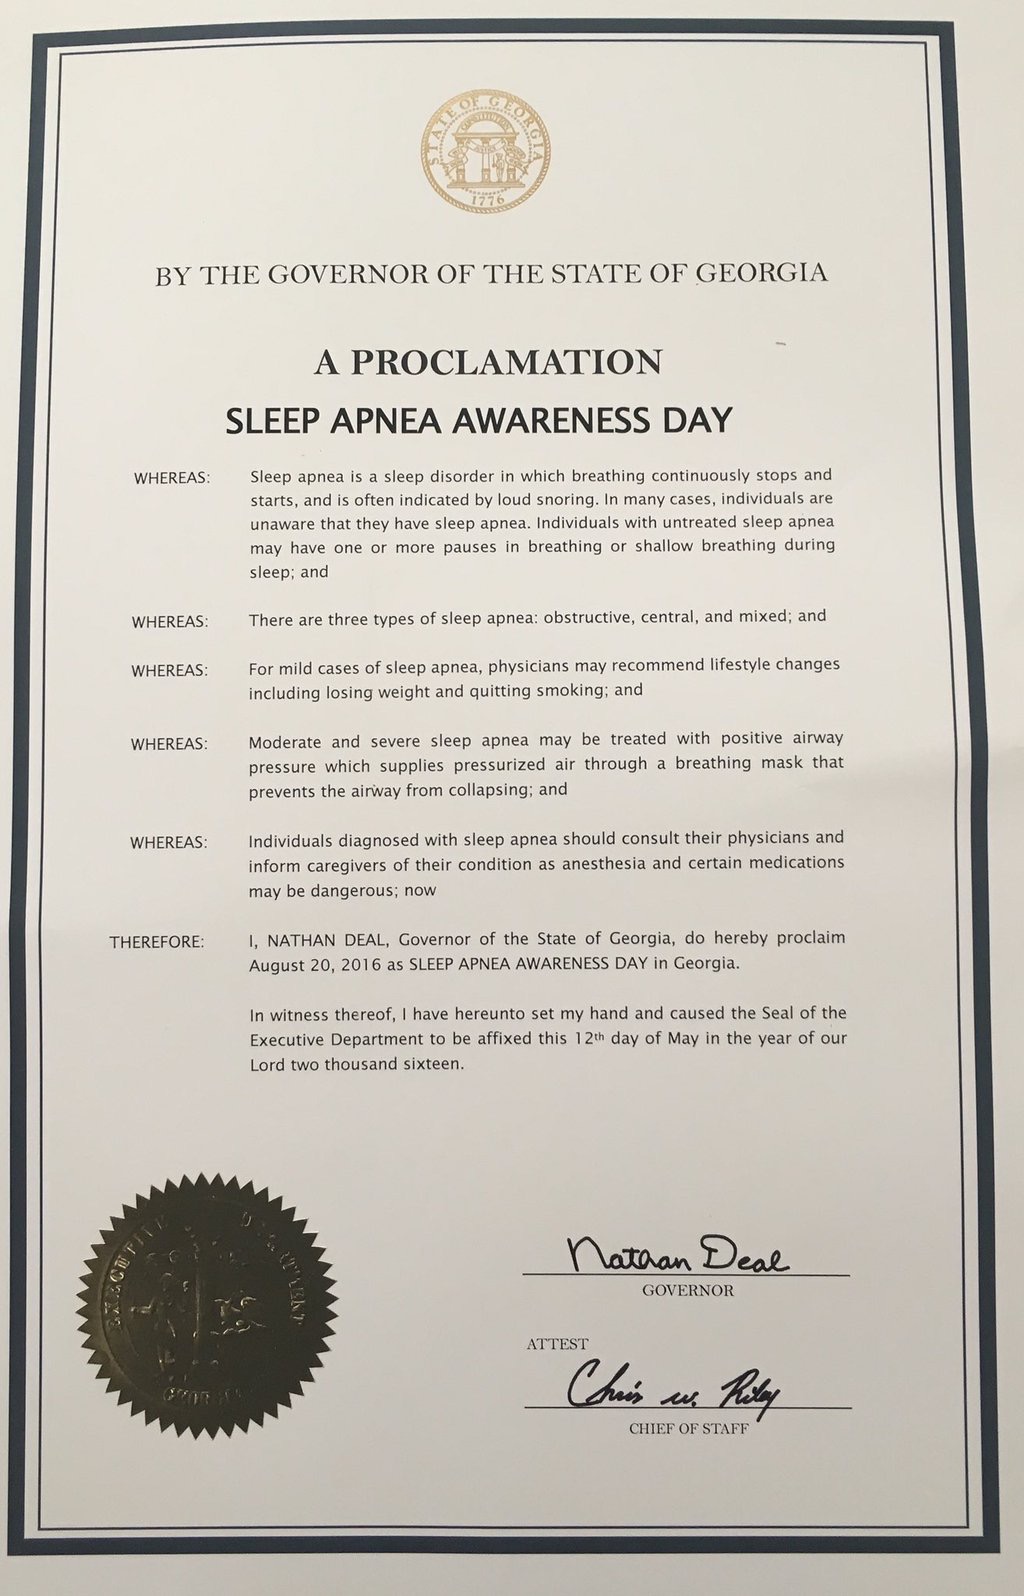 STATE OF GEORGIA
CONSTITUTION
1776
BY THE GOVERNOR OF THE STATE OF GEORGIA
A PROCLAMATION
SLEEP APNEA AWARENESS DAY
WHEREAS: Sleep apnea is a sleep disorder in which breathing continuously stops and
starts, and is often indicated by loud snoring. In many cases, individuals are
unaware that they have sleep apnea. Individuals with untreated sleep apnea
may have one or more pauses in breathing or shallow breathing during
sleep; and
WHEREAS: There are three types of sleep apnea: obstructive, central, and mixed; and
WHEREAS: For mild cases of sleep apnea, physicians may recommend lifestyle changes
including losing weight and quitting smoking; and
WHEREAS: Moderate and severe sleep apnea may be treated with positive airway
pressure which supplies pressurized air through a breathing mask that
prevents the airway from collapsing; and
WHEREAS: Individuals diagnosed with sleep apnea should consult their physicians and
inform caregivers of their condition as anesthesia and certain medications
may be dangerous; now
THEREFORE: I, NATHAN DEAL, Governor of the State of Georgia, do hereby proclaim
August 20, 2016 as SLEEP APNEA AWARENESS DAY in Georgia.
In witness thereof, I have hereunto set my hand and caused the Seal of the
Executive Department to be affixed this 12th day of May in the year of our
Lord two thousand sixteen.
EXECUTIVE DEPARTMENT
GEORGIA
Nathan Deal
GOVERNOR
ATTEST
Chris W. Riley
CHIEF OF STAFF